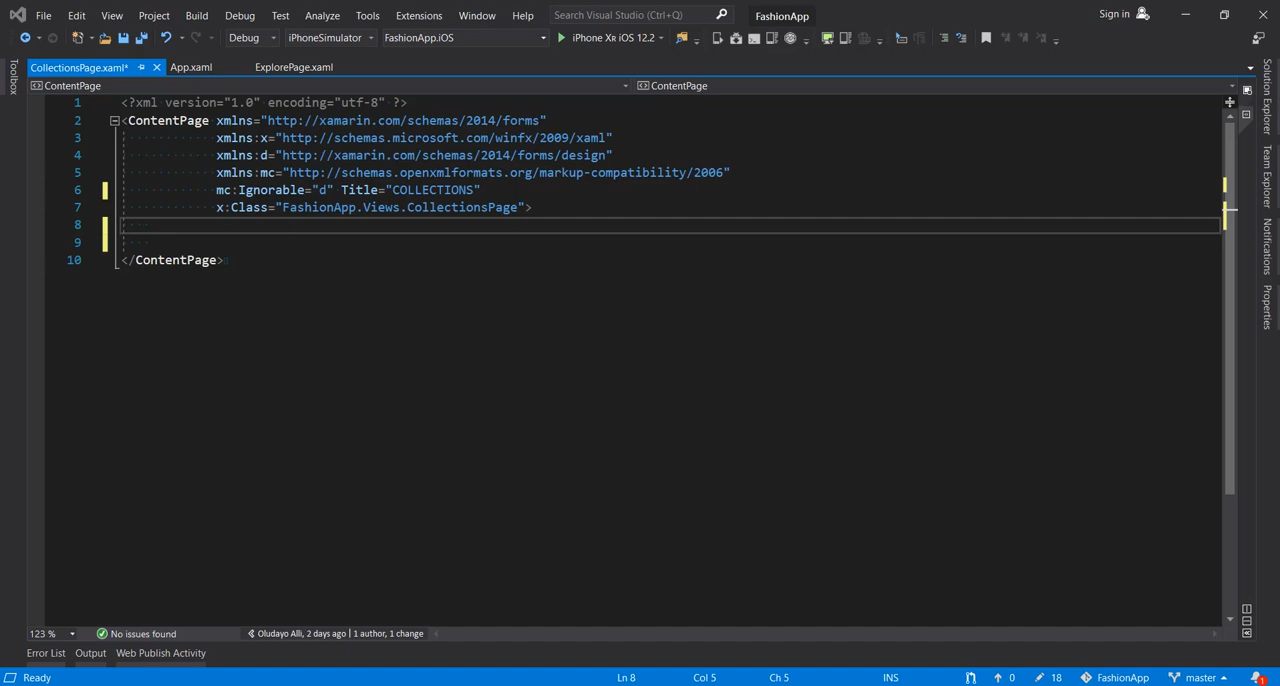 File Edit View Project Build Debug Test Analyze Tools Extensions Window Help Search Visual Studio (Ctrl+Q) FashionApp Sign in
Debug iPhoneSimulator FashionApp.iOS iPhone XR iOS 12.2
CollectionsPage.xaml* App.xaml ExplorePage.xaml
ContentPage ContentPage
1 <?xml version="1.0" encoding="utf-8" ?>
2 <ContentPage xmlns="http://xamarin.com/schemas/2014/forms"
3 xmlns:x="http://schemas.microsoft.com/winfx/2009/xaml"
4 xmlns:d="http://xamarin.com/schemas/2014/forms/design"
5 xmlns:mc="http://schemas.openxmlformats.org/markup-compatibility/2006"
6 mc:Ignorable="d" Title="COLLECTIONS"
7 x:Class="FashionApp.Views.CollectionsPage">
8
9
10 </ContentPage>
Toolbox
Solution Explorer
Team Explorer
Notifications
Properties
123 % No issues found Oludayo Alli, 2 days ago | 1 author, 1 change
Error List Output Web Publish Activity
Ready Ln 8 Col 5 Ch 5 INS 0 18 FashionApp master 1